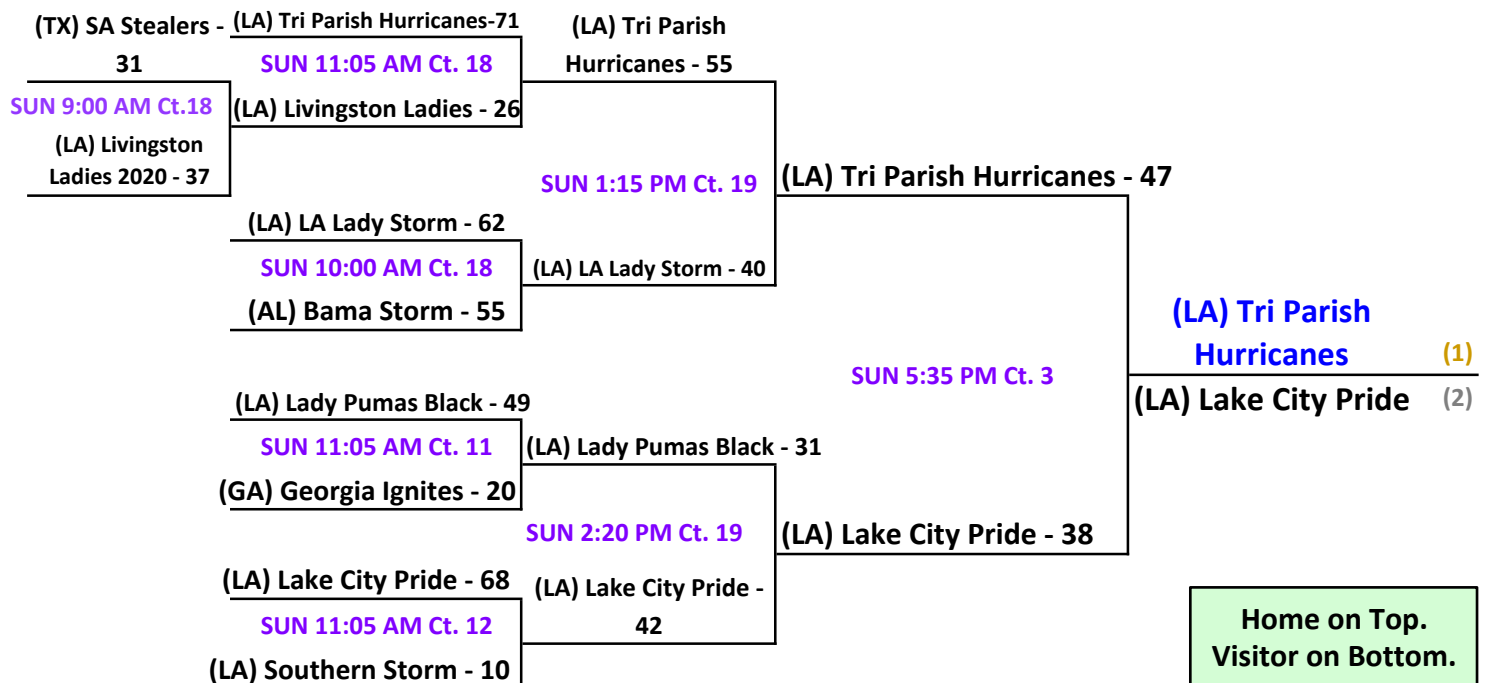 (TX) SA Stealers -
31
SUN 9:00 AM Ct.18
(LA) Livingston
Ladies 2020 - 37
(LA) Tri Parish Hurricanes-71
SUN 11:05 AM Ct. 18
(LA) Livingston Ladies - 26
(LA) LA Lady Storm - 62
SUN 10:00 AM Ct. 18
(AL) Bama Storm - 55
(LA) Lady Pumas Black - 49
SUN 11:05 AM Ct. 11
(GA) Georgia Ignites - 20
(LA) Lake City Pride - 68
SUN 11:05 AM Ct. 12
(LA) Southern Storm - 10
(LA) Tri Parish
Hurricanes - 55
SUN 1:15 PM Ct. 19
(LA) LA Lady Storm - 40
(LA) Lady Pumas Black - 31
SUN 2:20 PM Ct. 19
(LA) Lake City Pride -
42
(LA) Tri Parish Hurricanes - 47
SUN 5:35 PM Ct. 3
(LA) Lake City Pride - 38
(LA) Tri Parish
Hurricanes (1)
(LA) Lake City Pride (2)
Home on Top.
Visitor on Bottom.